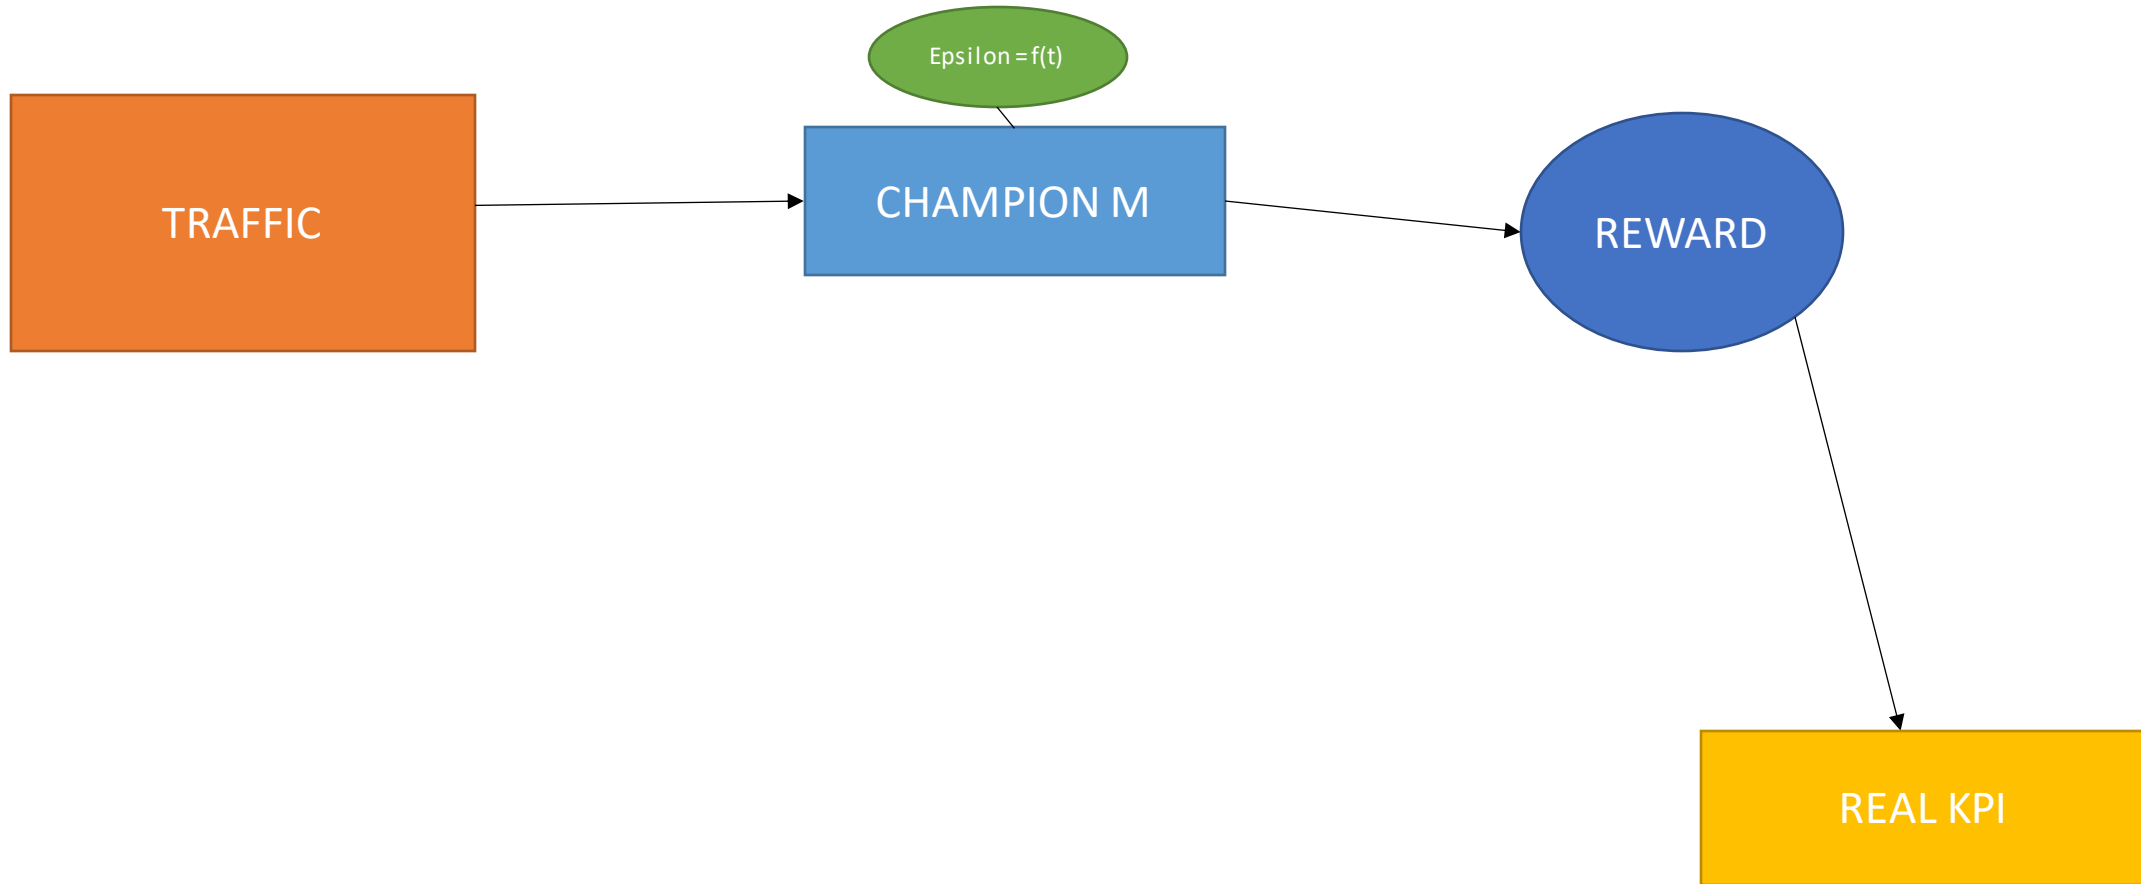 Epsilon = f(t)
TRAFFIC
CHAMPION M
REWARD
REAL KPI